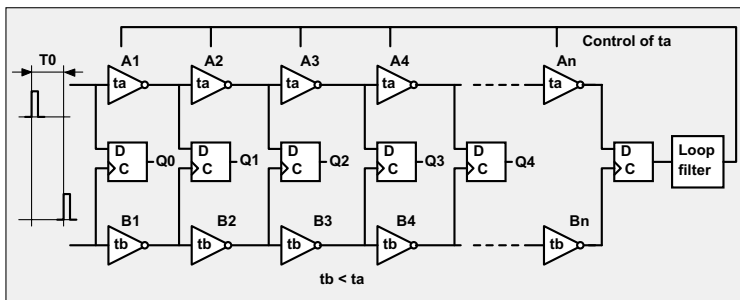 Control of ta
T0
A1 A2 A3 A4 An
ta ta ta ta ta
D D D D D D
Q0 Q1 Q2 Q3 Q4
C C C C C C
Loop
filter
B1 B2 B3 B4 Bn
tb tb tb tb tb
tb < ta